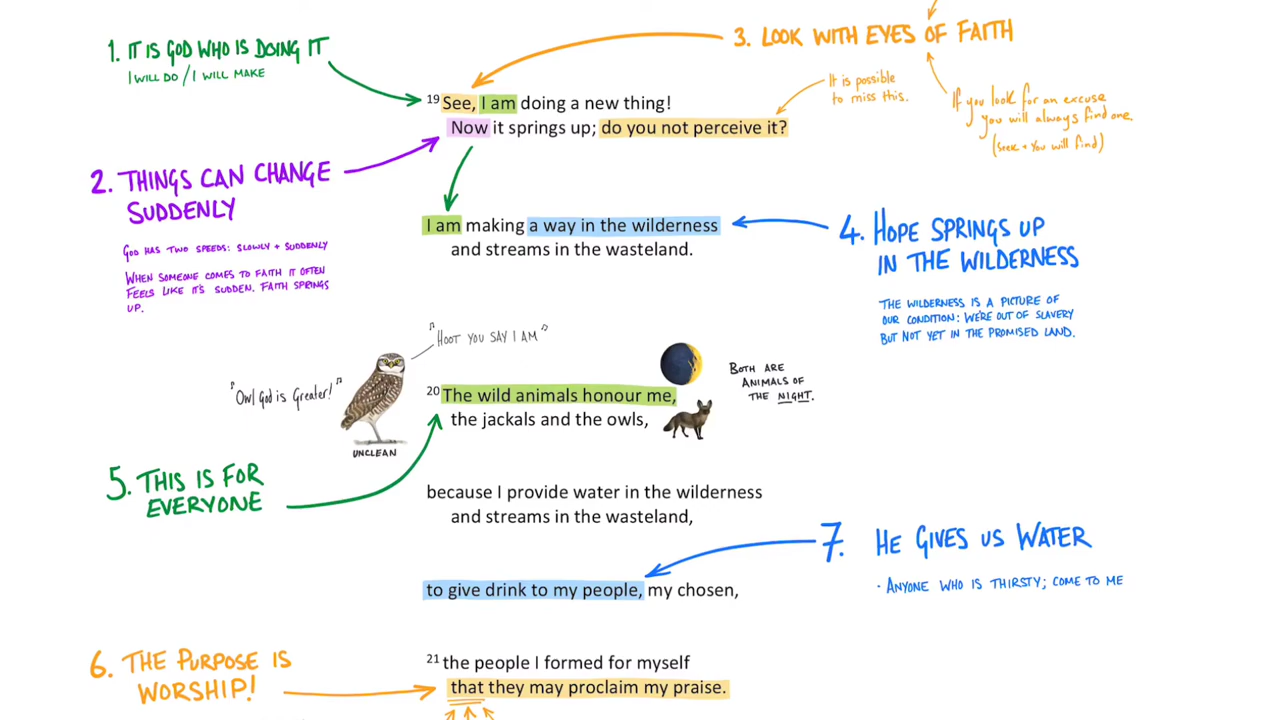 1. IT IS GOD WHO IS DOING IT
I WILL DO / I WILL MAKE
3. LOOK WITH EYES OF FAITH
It is possible
to miss this.
If you look for an excuse
you will always find one.
(Seek + You will find)
19 See, I am doing a new thing!
Now it springs up; do you not perceive it?
2. THINGS CAN CHANGE
SUDDENLY
GOD HAS TWO SPEEDS: SLOWLY + SUDDENLY
WHEN SOMEONE COMES TO FAITH IT OFTEN
FEELS LIKE IT'S SUDDEN. FAITH SPRINGS
UP.
I am making a way in the wilderness
and streams in the wasteland.
4. HOPE SPRINGS UP
IN THE WILDERNESS
THE WILDERNESS IS A PICTURE OF
OUR CONDITION: WE'RE OUT OF SLAVERY
BUT NOT YET IN THE PROMISED LAND.
"HOOT YOU SAY I AM"
"Owl God is Greater!"
UNCLEAN
20 The wild animals honour me,
the jackals and the owls,
BOTH ARE
ANIMALS OF
THE NIGHT.
5. THIS IS FOR
EVERYONE
because I provide water in the wilderness
and streams in the wasteland,
7. HE GIVES US WATER
· ANYONE WHO IS THIRSTY; COME TO ME
to give drink to my people, my chosen,
6. THE PURPOSE IS
WORSHIP!
21 the people I formed for myself
that they may proclaim my praise.